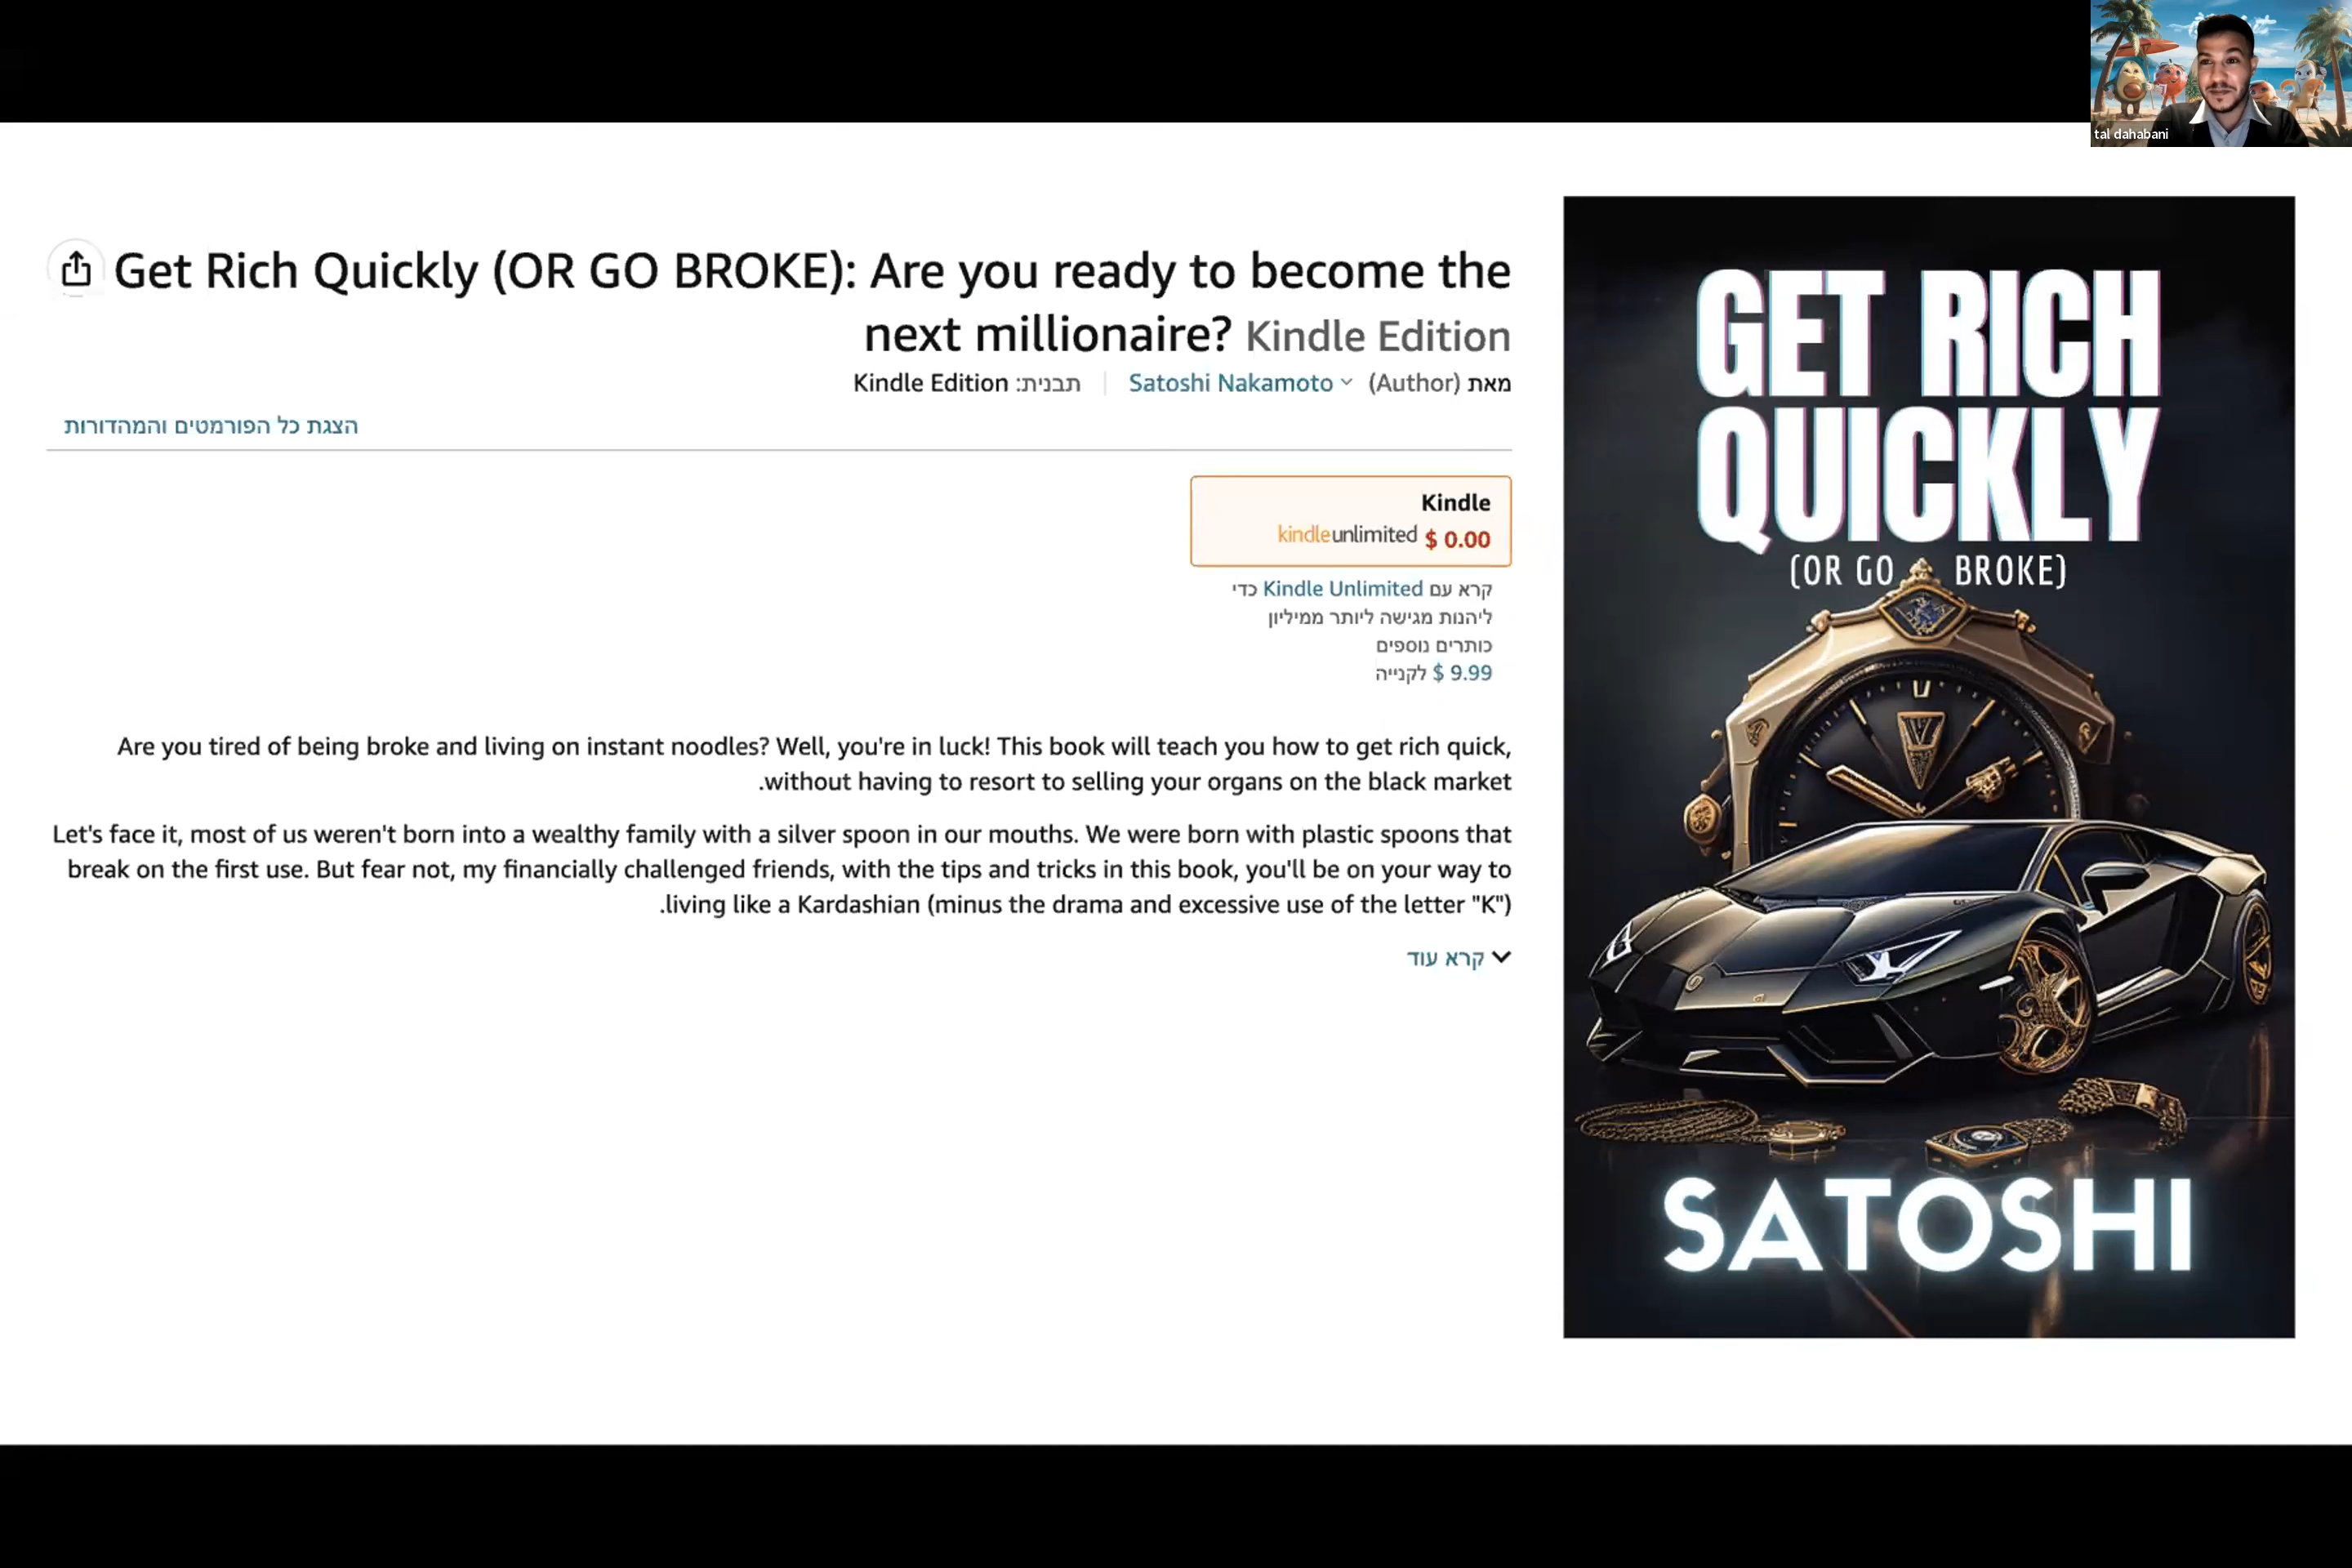 tal dahabani
Get Rich Quickly (OR GO BROKE): Are you ready to become the
next millionaire? Kindle Edition
מאת Satoshi Nakamoto (Author) | תבנית: Kindle Edition
הצגת כל הפורמטים והמהדורות
Kindle
$ 0.00 kindleunlimited
קרא עם Kindle Unlimited כדי
ליהנות מגישה ליותר ממיליון
כותרים נוספים
$ 9.99 לקנייה
Are you tired of being broke and living on instant noodles? Well, you're in luck! This book will teach you how to get rich quick,
.without having to resort to selling your organs on the black market
Let's face it, most of us weren't born into a wealthy family with a silver spoon in our mouths. We were born with plastic spoons that
break on the first use. But fear not, my financially challenged friends, with the tips and tricks in this book, you'll be on your way to
.living like a Kardashian (minus the drama and excessive use of the letter "K")
קרא עוד
GET RICH
QUICKLY
(OR GO BROKE)
SATOSHI